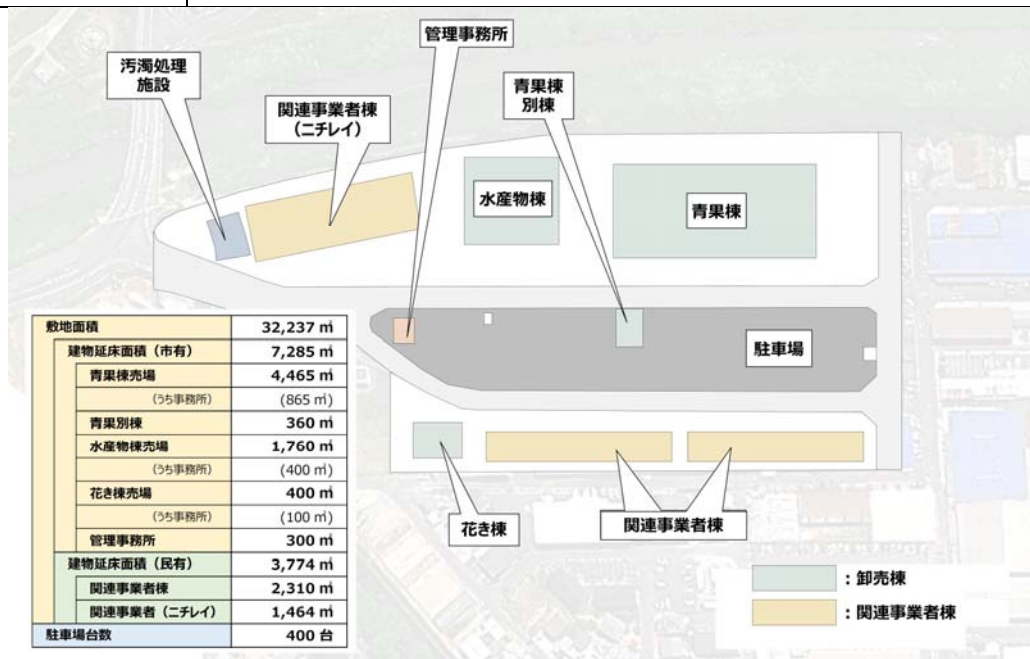 管理事務所
汚濁処理
施設
青果棟
別棟
関連事業者棟
（ニチレイ）
水産物棟
青果棟
駐車場
敷地面積 32,237 ㎡
建物延床面積（市有） 7,285 ㎡
青果棟売場 4,465 ㎡
（うち事務所） (865 ㎡)
青果別棟 360 ㎡
水産物棟売場 1,760 ㎡
（うち事務所） (400 ㎡)
花き棟売場 400 ㎡
（うち事務所） (100 ㎡)
管理事務所 300 ㎡
建物延床面積（民有） 3,774 ㎡
関連事業者棟 2,310 ㎡
関連事業者（ニチレイ） 1,464 ㎡
駐車場台数 400 台
花き棟
関連事業者棟
：卸売棟
：関連事業者棟